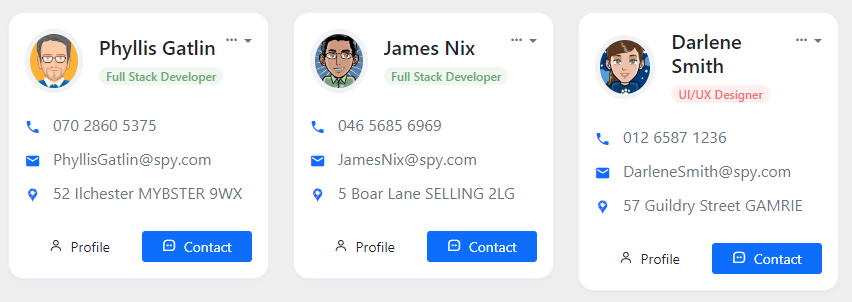 Phyllis Gatlin
Full Stack Developer
070 2860 5375
PhyllisGatlin@spy.com
52 Ilchester MYBSTER 9WX
Profile
Contact
James Nix
Full Stack Developer
046 5685 6969
JamesNix@spy.com
5 Boar Lane SELLING 2LG
Profile
Contact
Darlene
Smith
UI/UX Designer
012 6587 1236
DarleneSmith@spy.com
57 Guildry Street GAMRIE
Profile
Contact